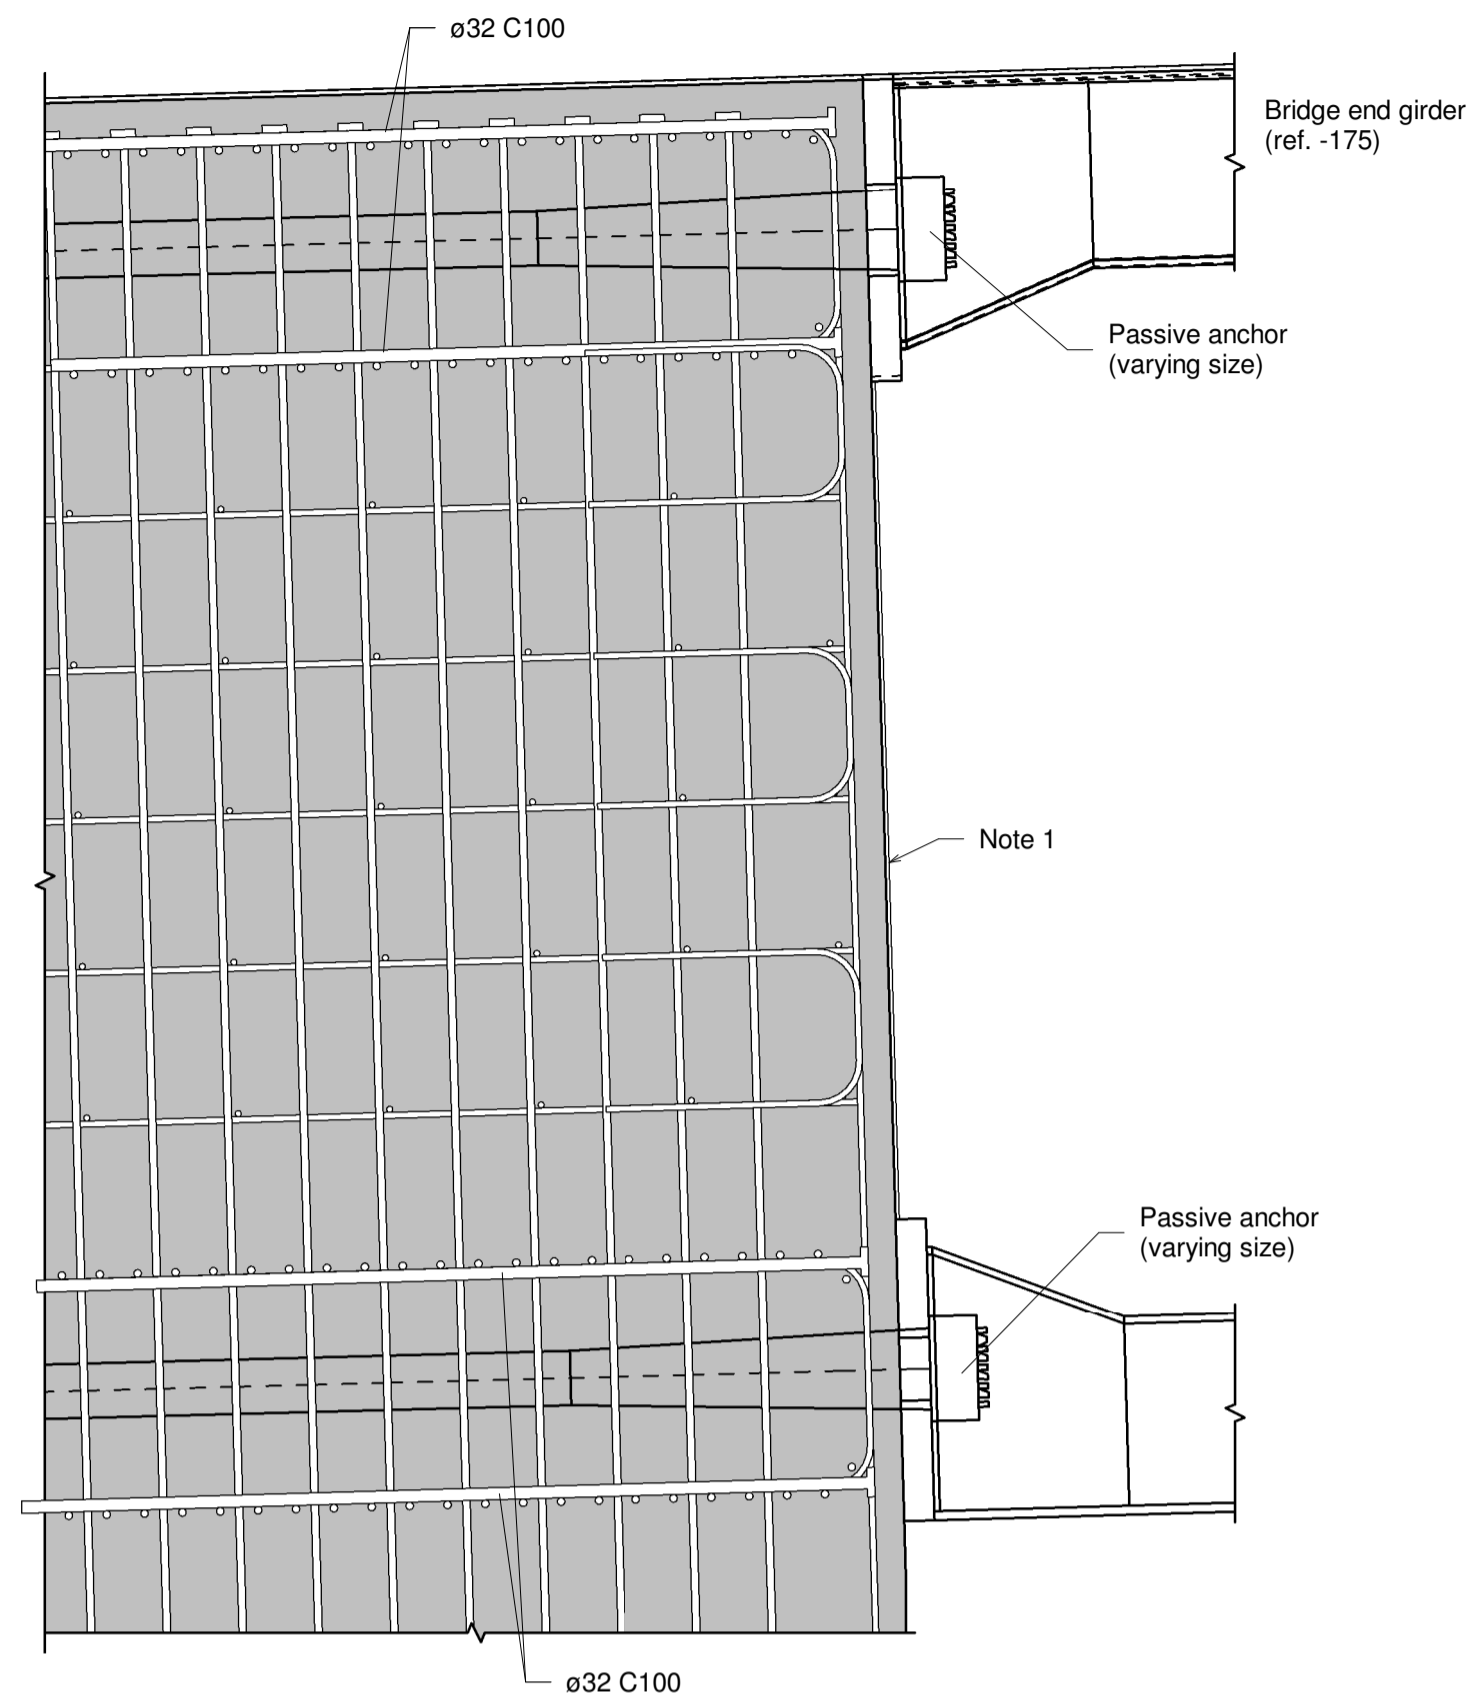 ø32 C100
Bridge end girder
(ref. -175)
Passive anchor
(varying size)
Note 1
Passive anchor
(varying size)
ø32 C100